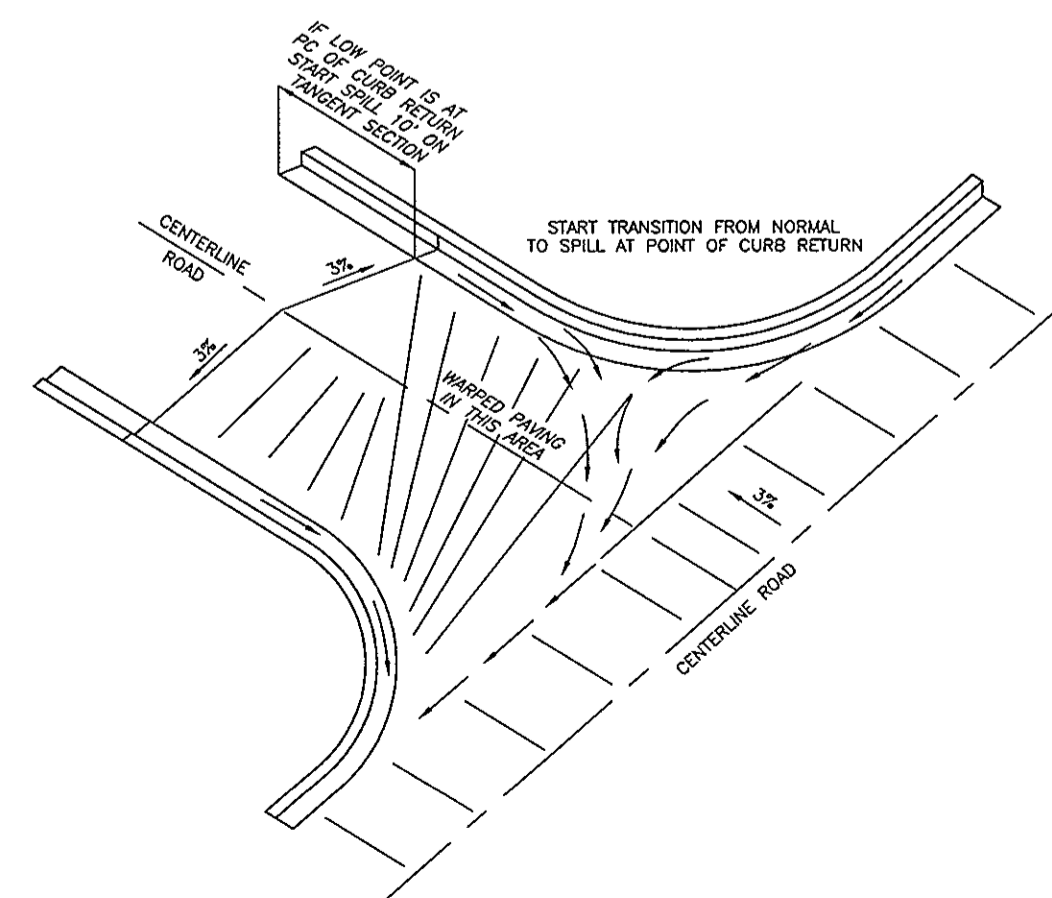 IF LOW POINT IS AT
PC OF CURB RETURN
START SPILL 10' ON
TANGENT SECTION
START TRANSITION FROM NORMAL
TO SPILL AT POINT OF CURB RETURN
CENTERLINE
ROAD
3%
3%
WARPED PAVING
IN THIS AREA
3%
CENTERLINE ROAD